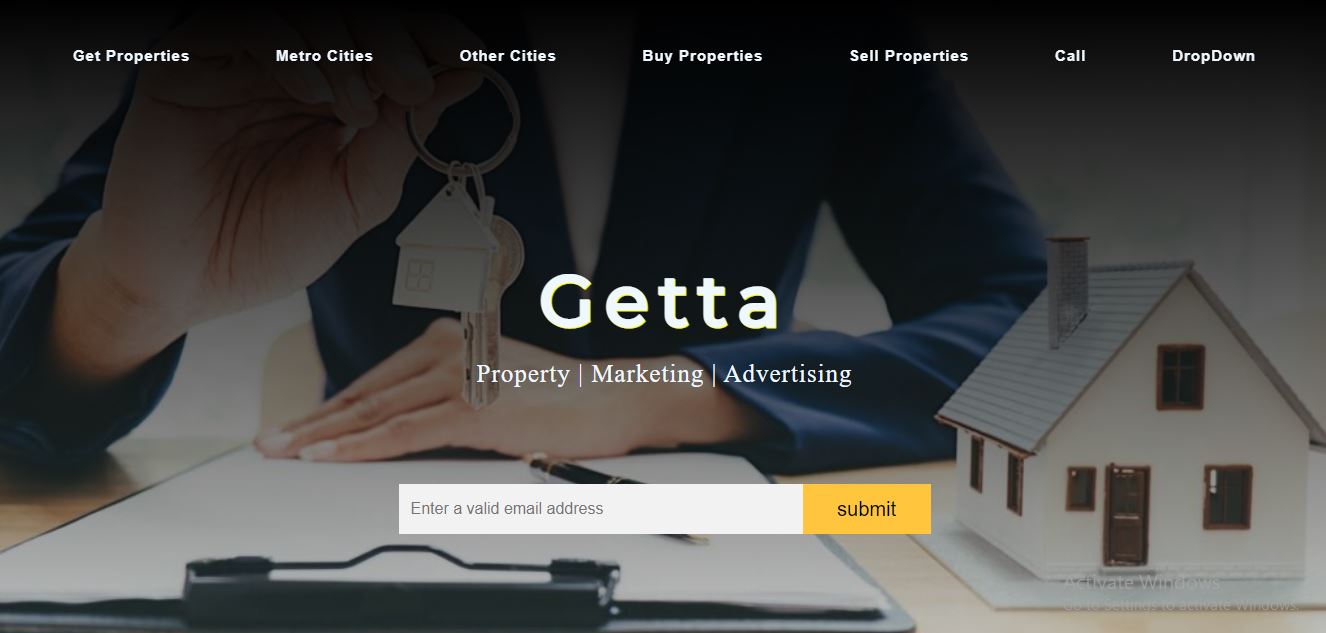 Get Properties Metro Cities Other Cities Buy Properties Sell Properties Call DropDown
Getta
Property | Marketing | Advertising
Enter a valid email address submit
Activate Windows
Go to Settings to activate Windows.